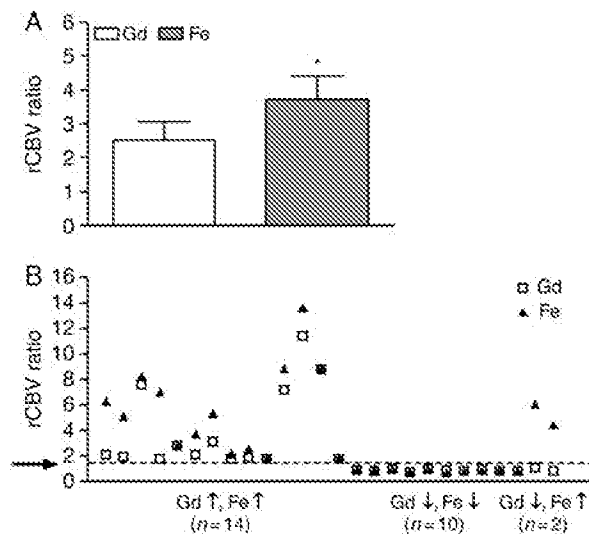 A
Gd Fe
rCBV ratio
6
5
4
3
2
1
0
*
B
Gd
Fe
rCBV ratio
16
14
12
10
8
6
4
2
0
Gd ↑, Fe ↑ Gd ↓, Fe ↓ Gd ↓, Fe ↑
(n=14) (n=10) (n=2)